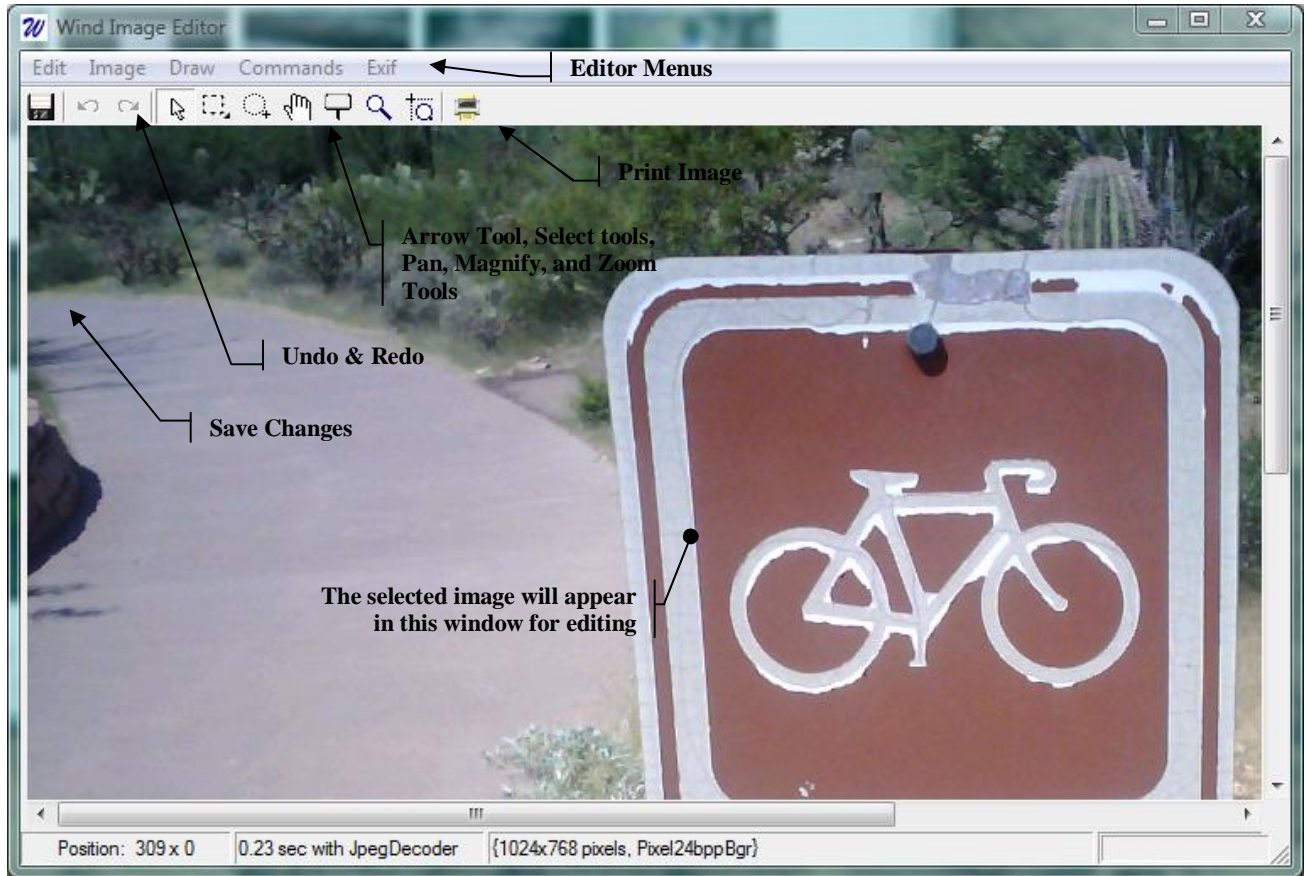 Wind Image Editor
Edit Image Draw Commands Exif
Editor Menus
Print Image
Arrow Tool, Select tools,
Pan, Magnify, and Zoom
Tools
Undo & Redo
Save Changes
The selected image will appear
in this window for editing
Position: 309 x 0 0.23 sec with JpegDecoder {1024x768 pixels, Pixel24bppBgr}